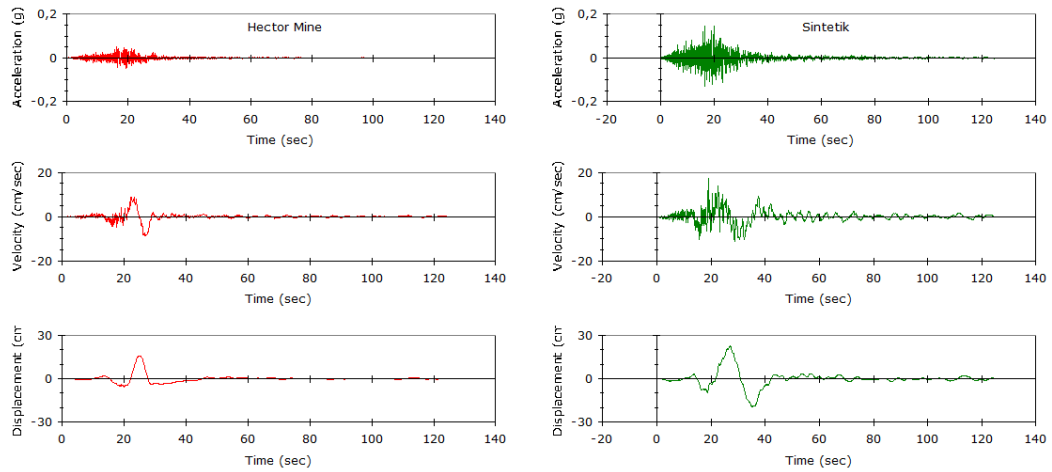 Acceleration (g)
0,2
0
-0,2
Hector Mine
0 20 40 60 80 100 120 140
Time (sec)
Acceleration (g)
0,2
0
-0,2
Sintetik
-20 0 20 40 60 80 100 120 140
Time (sec)
Velocity (cm/sec)
20
0
-20
0 20 40 60 80 100 120 140
Time (sec)
Velocity (cm/sec)
20
0
-20
-20 0 20 40 60 80 100 120 140
Time (sec)
Displacement
30
0
-30
0 20 40 60 80 100 120 140
Time (sec)
Displacement
30
0
-30
-20 0 20 40 60 80 100 120 140
Time (sec)